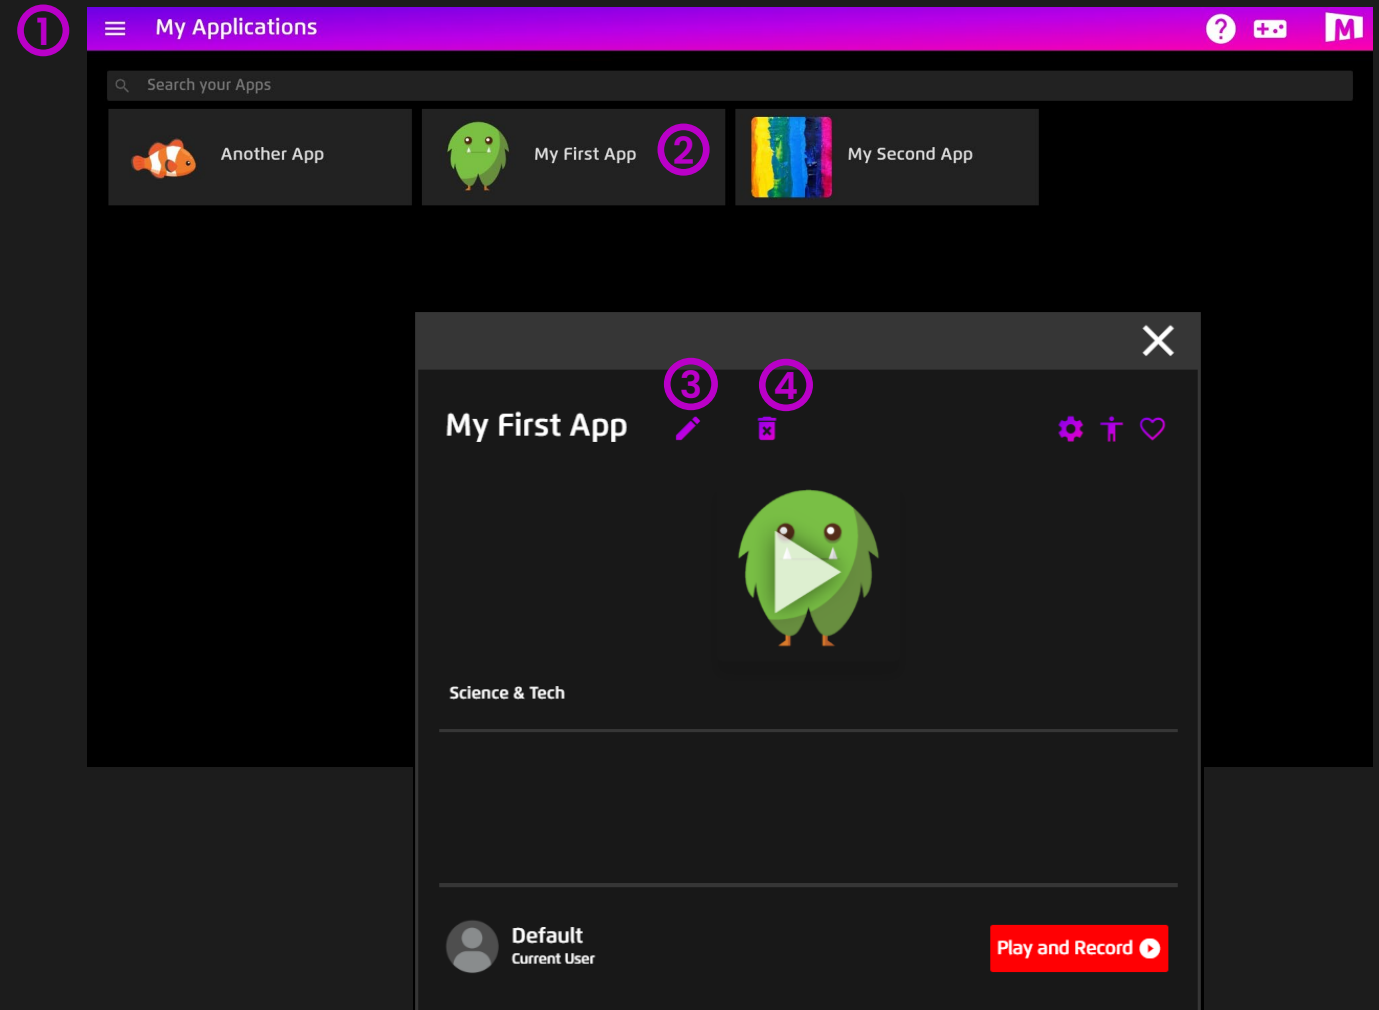 1
My Applications
?
M
Search your Apps
Another App
My First App
2
My Second App
3
4
My First App
Science & Tech
Default
Current User
Play and Record